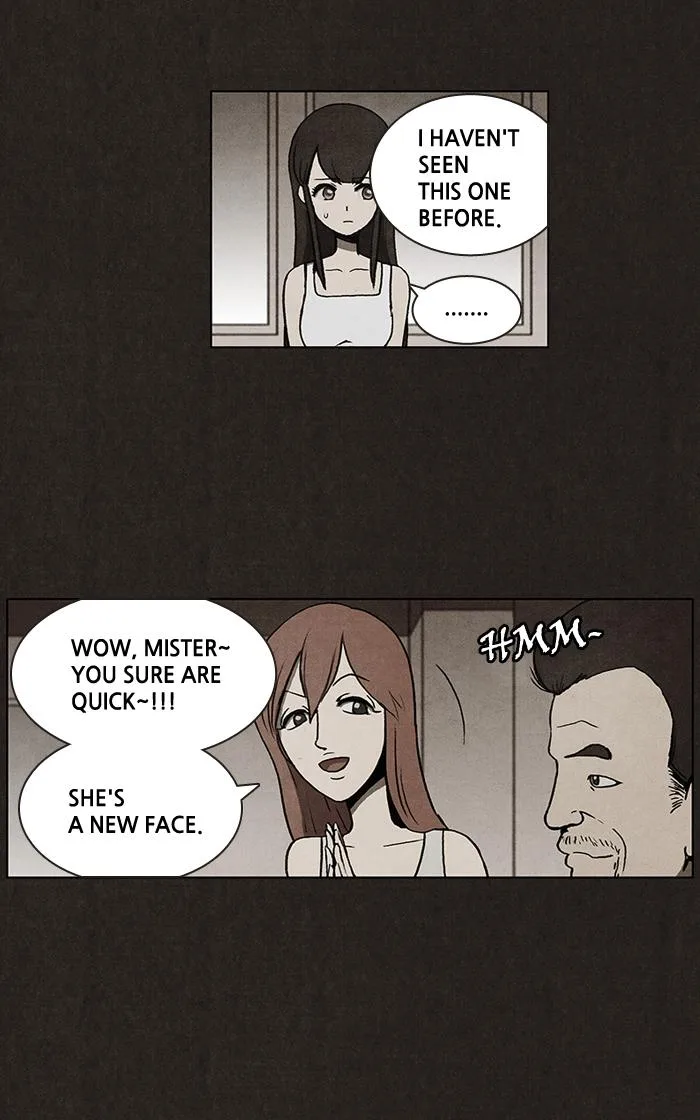 I HAVEN'T
SEEN
THIS ONE
BEFORE.
.......
WOW, MISTER~
YOU SURE ARE
QUICK~!!!
HMM~
SHE'S
A NEW FACE.